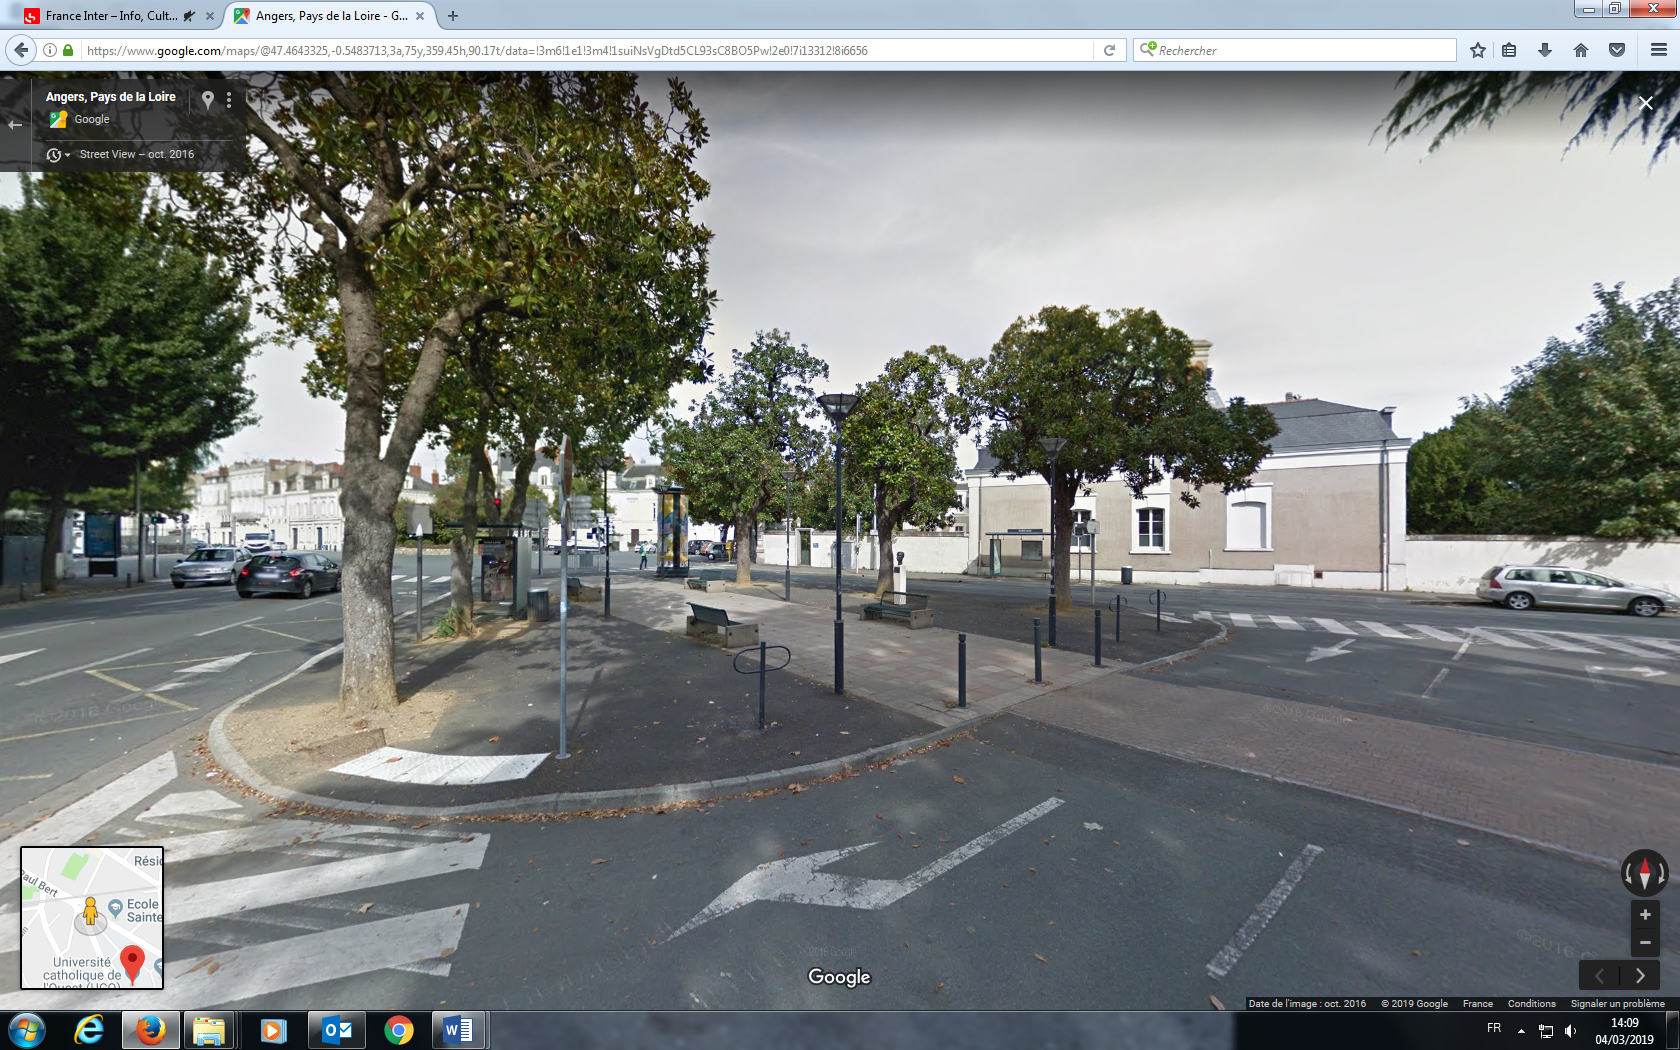 France Inter – Info, Cult...
Angers, Pays de la Loire - G...
https://www.google.com/maps/@47.4643325,-0.5483713,3a,75y,359.45h,90.17t/data=!3m6!1e1!3m4!1suiNsVgDtd5CL93sC8BO5Pw!2e0!7i13312!8i6656
Rechercher
Angers, Pays de la Loire
Google
Street View – oct. 2016
Résid
Paul Bert
Ecole
Sainte
Université
catholique de
l'Ouest (UCO)
Google
Date de l'image : oct. 2016 © 2019 Google France Conditions Signaler un problème
FR
14:09
04/03/2019